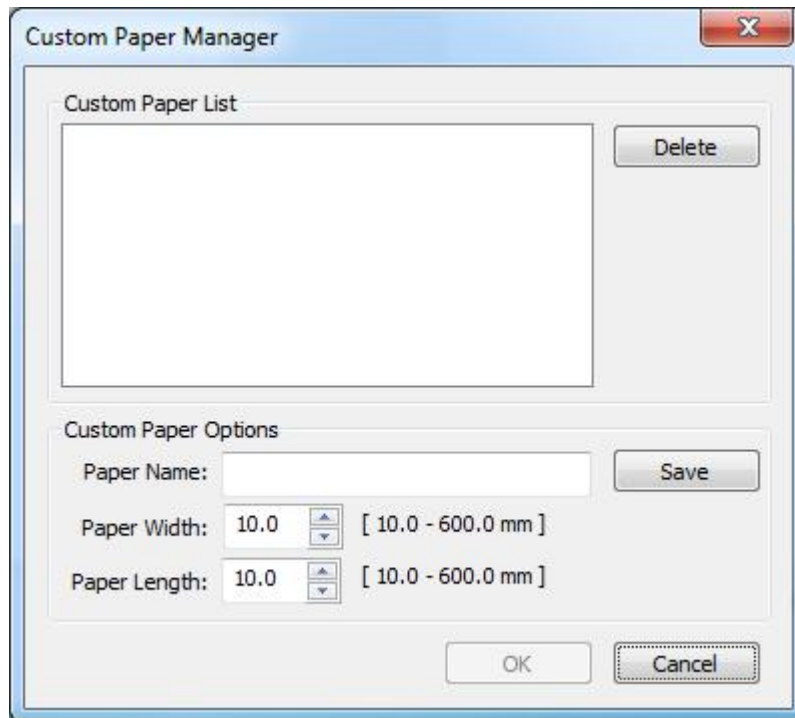 Custom Paper Manager
Custom Paper List
Delete
Custom Paper Options
Paper Name:
Save
Paper Width: 10.0 [ 10.0 - 600.0 mm ]
Paper Length: 10.0 [ 10.0 - 600.0 mm ]
OK Cancel